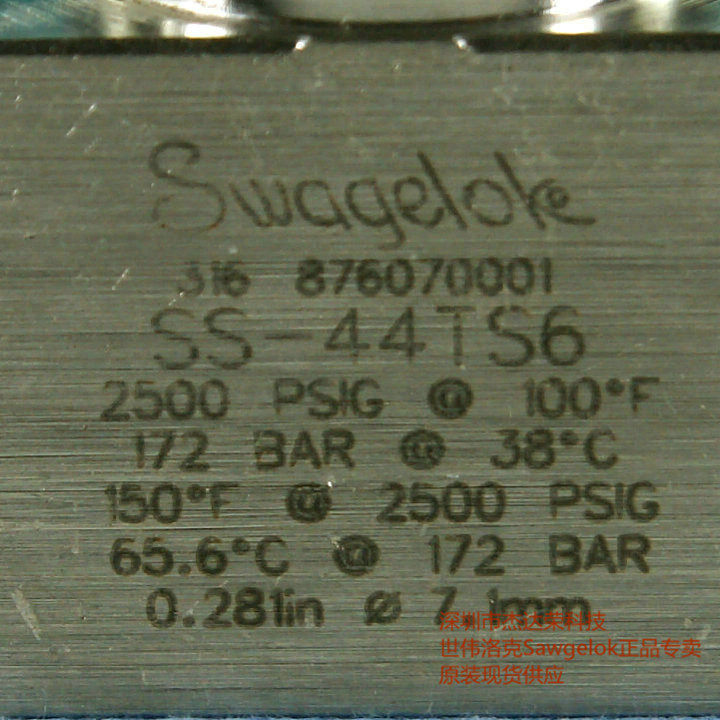 Swagelok
316 876070001
SS-44TS6
2500 PSIG @ 100°F
172 BAR @ 38°C
150°F @ 2500 PSIG
65.6°C @ 172 BAR
0.281in ⌀ 7.1mm
深圳市杰达荣科技
世伟洛克Sawgelok正品专卖
原装现货供应